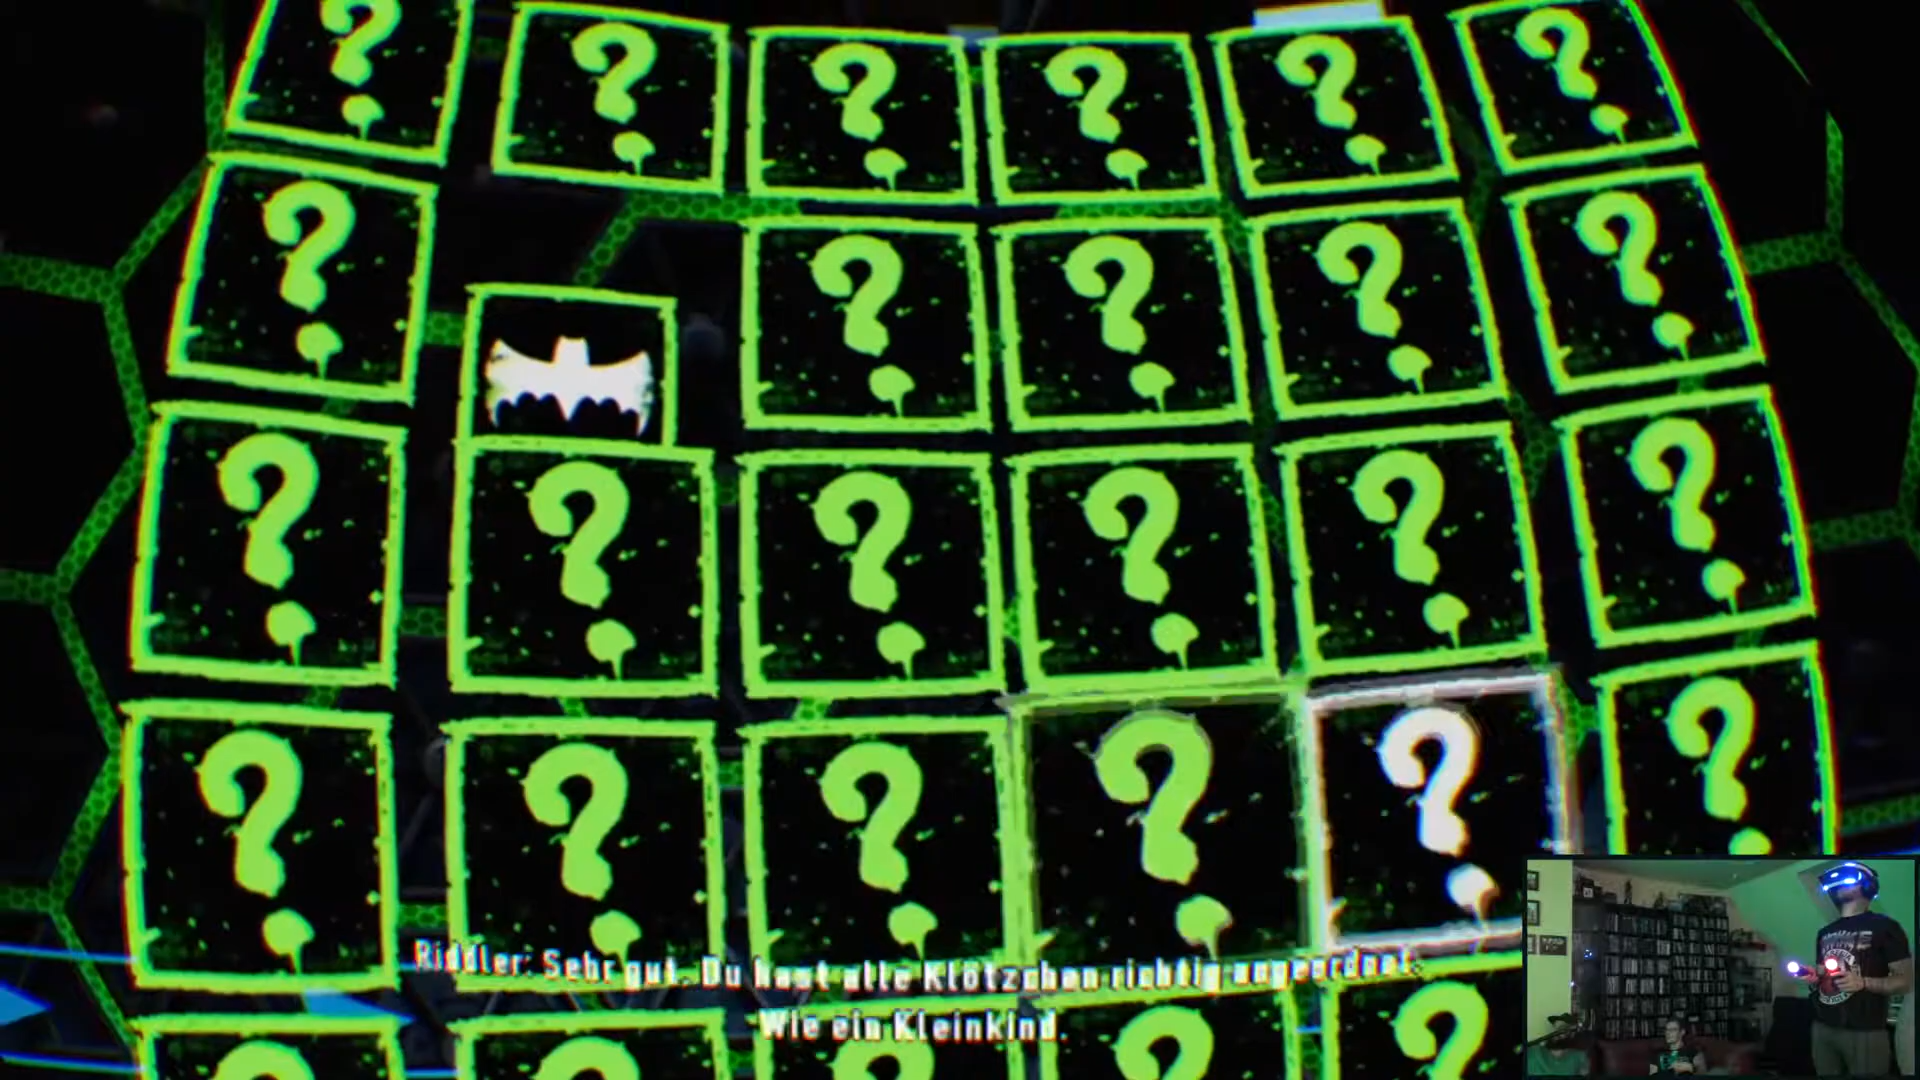 Riddler: Sehr gut. Du hast alle Klötzchen richtig angeordnet.
Wie ein Kleinkind.